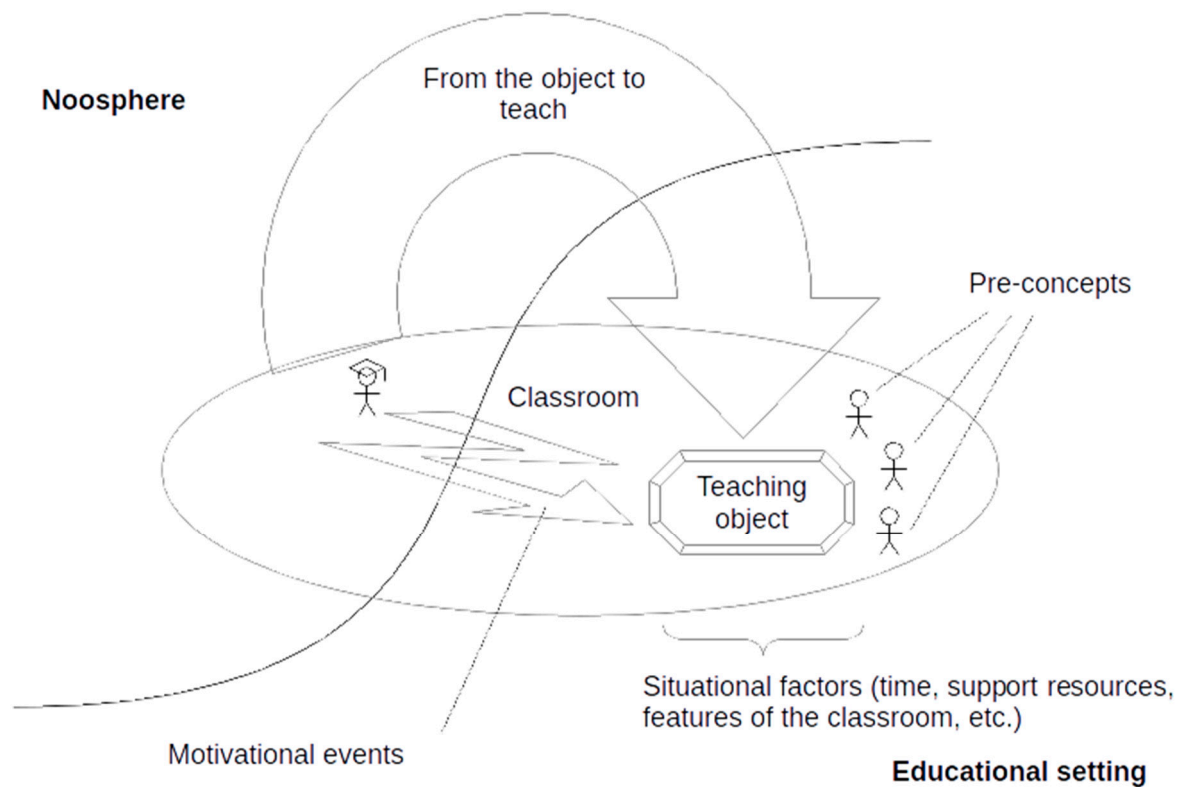 From the object to
teach
Noosphere
Pre-concepts
Classroom
Teaching
object
Situational factors (time, support resources,
features of the classroom, etc.)
Motivational events
Educational setting